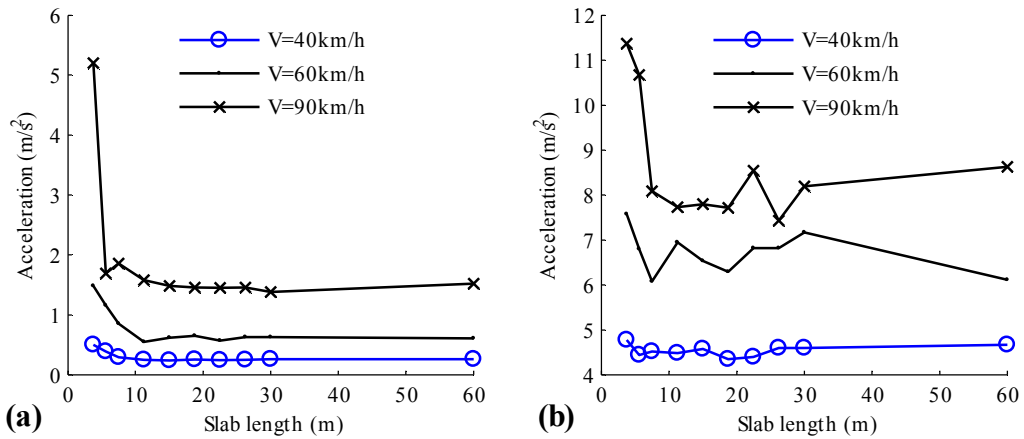 6
5
4
3
2
1
0
0 10 20 30 40 50 60
Acceleration (m/s²)
Slab length (m)
V=40km/h
V=60km/h
V=90km/h
(a)
12
11
10
9
8
7
6
5
4
0 10 20 30 40 50 60
Acceleration (m/s²)
Slab length (m)
V=40km/h
V=60km/h
V=90km/h
(b)